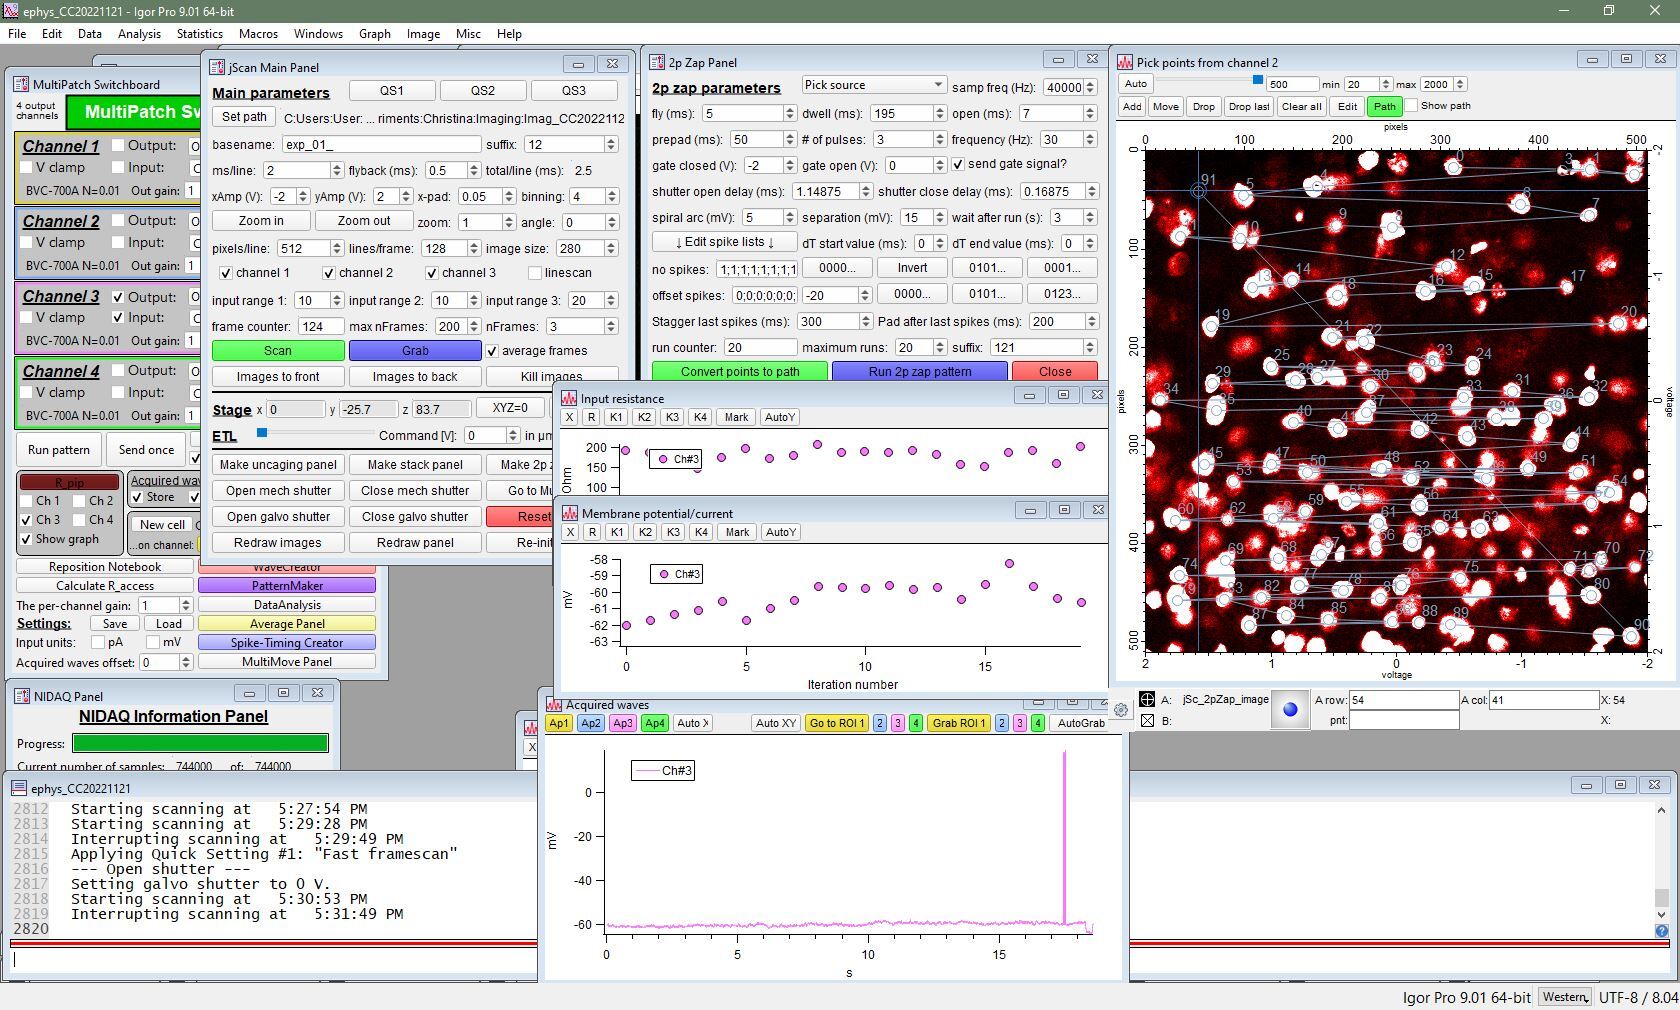 ephys_CC20221121 - Igor Pro 9.01 64-bit
File Edit Data Analysis Statistics Macros Windows Graph Image Misc Help
MultiPatch Switchboard
4 output channels
MultiPatch Sw
Channel 1 Output: 0
V clamp Input:
BVC-700A N=0.01 Out gain: 1
Channel 2 Output: 0
V clamp Input:
BVC-700A N=0.01 Out gain: 1
Channel 3 Output: 0
V clamp Input:
BVC-700A N=0.01 Out gain: 1
Channel 4 Output: 0
V clamp Input:
BVC-700A N=0.01 Out gain: 1
Run pattern Send once
R_pip
Ch 1 Ch 2
Ch 3 Ch 4
Show graph
Acquired wav
Store
New cell
...on channel:
Reposition Notebook WaveCreator
Calculate R_access PatternMaker
The per-channel gain: 1 DataAnalysis
Settings: Save Load Average Panel
Input units: pA mV Spike-Timing Creator
Acquired waves offset: 0 MultiMove Panel
jScan Main Panel
Main parameters QS1 QS2 QS3
Set path C:Users:User: ... riments:Christina:Imaging:Imag_CC2022112
basename: exp_01_ suffix: 12
ms/line: 2 flyback (ms): 0.5 total/line (ms): 2.5
xAmp (V): -2 yAmp (V): 2 x-pad: 0.05 binning: 4
Zoom in Zoom out zoom: 1 angle: 0
pixels/line: 512 lines/frame: 128 image size: 280
channel 1 channel 2 channel 3 linescan
input range 1: 10 input range 2: 10 input range 3: 20
frame counter: 124 max nFrames: 200 nFrames: 3
Scan Grab average frames
Images to front Images to back Kill images
Stage x 0 y -25.7 z 83.7 XYZ=0
ETL Command [V]: 0 in µm
Make uncaging panel Make stack panel Make 2p z
Open mech shutter Close mech shutter Go to Mu
Open galvo shutter Close galvo shutter Reset
Redraw images Redraw panel Re-init
2p Zap Panel
2p zap parameters Pick source samp freq (Hz): 40000
fly (ms): 5 dwell (ms): 195 open (ms): 7
prepad (ms): 50 # of pulses: 3 frequency (Hz): 30
gate closed (V): -2 gate open (V): 0 send gate signal?
shutter open delay (ms): 1.14875 shutter close delay (ms): 0.16875
spiral arc (mV): 5 separation (mV): 15 wait after run (s): 3
↓ Edit spike lists ↓ dT start value (ms): 0 dT end value (ms): 0
no spikes: 1;1;1;1;1;1;1;1 0000... Invert 0101... 0001...
offset spikes: 0;0;0;0;0;0; -20 0000... 0101... 0123...
Stagger last spikes (ms): 300 Pad after last spikes (ms): 200
run counter: 20 maximum runs: 20 suffix: 121
Convert points to path Run 2p zap pattern Close
Input resistance
X R K1 K2 K3 K4 Mark AutoY
200
150
100
Ohm
Ch#3
Membrane potential/current
X R K1 K2 K3 K4 Mark AutoY
-58
-59
-60
-61
-62
-63
mV
Ch#3
0 5 10 15
Iteration number
Acquired waves
Ap1 Ap2 Ap3 Ap4 Auto X Auto XY Go to ROI 1 2 3 4 Grab ROI 1 2 3 4 AutoGrab
Ch#3
0
-20
-40
-60
mV
0 5 10 15
s
Pick points from channel 2
Auto 500 min 20 max 2000
Add Move Drop Drop last Clear all Edit Path Show path
pixels
0 100 200 300 400 500
0
100
200
300
400
500
pixels
-2
-1
0
1
2
voltage
2 1 0 -1 -2
voltage
A: jSc_2pZap_image A row: 54 A col: 41 X: 54
B: pnt: X:
NIDAQ Panel
NIDAQ Information Panel
Progress:
Current number of samples: 744000 of: 744000
X
ephys_CC20221121
2812 Starting scanning at 5:27:54 PM
2813 Starting scanning at 5:29:28 PM
2814 Interrupting scanning at 5:29:49 PM
2815 Applying Quick Setting #1: "Fast framescan"
2816 --- Open shutter ---
2817 Setting galvo shutter to 0 V.
2818 Starting scanning at 5:30:53 PM
2819 Interrupting scanning at 5:31:49 PM
2820
Igor Pro 9.01 64-bit Western UTF-8 / 8.04